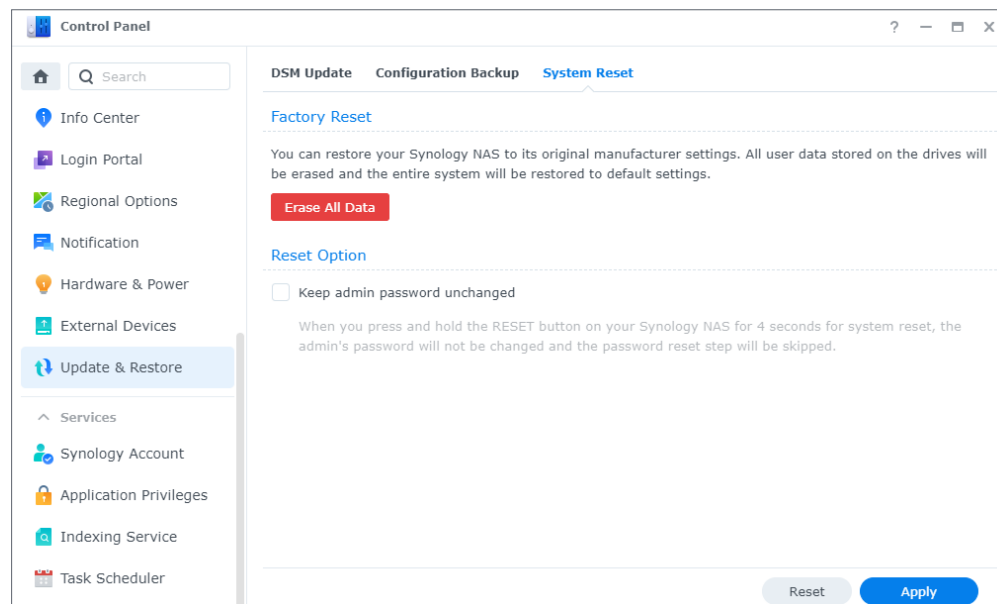 Control Panel
?
Search
Info Center
Login Portal
Regional Options
Notification
Hardware & Power
External Devices
Update & Restore
Services
Synology Account
Application Privileges
Indexing Service
Task Scheduler
DSM Update Configuration Backup System Reset
Factory Reset
You can restore your Synology NAS to its original manufacturer settings. All user data stored on the drives will
be erased and the entire system will be restored to default settings.
Erase All Data
Reset Option
Keep admin password unchanged
When you press and hold the RESET button on your Synology NAS for 4 seconds for system reset, the
admin's password will not be changed and the password reset step will be skipped.
Reset Apply